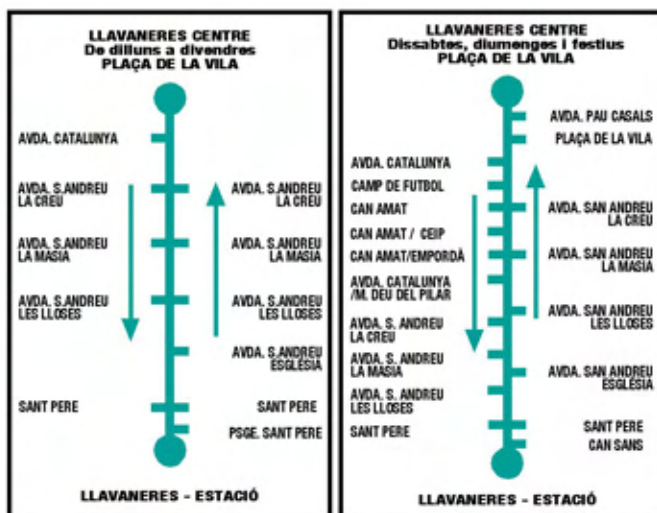 LLAVANERES CENTRE
De dilluns a divendres
PLAÇA DE LA VILA
AVDA. CATALUNYA
AVDA. S.ANDREU
LA CREU
AVDA. S.ANDREU
LA MASIA
AVDA. S.ANDREU
LES LLOSES
SANT PERE
AVDA. S.ANDREU
LA CREU
AVDA. S.ANDREU
LA MASIA
AVDA. S.ANDREU
LES LLOSES
AVDA. S.ANDREU
ESGLÉSIA
SANT PERE
PSGE. SANT PERE
LLAVANERES - ESTACIÓ
LLAVANERES CENTRE
Dissabtes, diumenges i festius
PLAÇA DE LA VILA
AVDA. CATALUNYA
CAMP DE FUTBOL
CAN AMAT
CAN AMAT / CEIP
CAN AMAT/EMPORDÀ
AVDA. CATALUNYA
/M. DEU DEL PILAR
AVDA. S. ANDREU
LA CREU
AVDA. S. ANDREU
LA MASIA
AVDA. S. ANDREU
LES LLOSES
SANT PERE
AVDA. PAU CASALS
PLAÇA DE LA VILA
AVDA. SAN ANDREU
LA CREU
AVDA. SAN ANDREU
LA MASIA
AVDA. SAN ANDREU
LES LLOSES
AVDA. SAN ANDREU
ESGLÉSIA
SANT PERE
CAN SANS
LLAVANERES - ESTACIÓ